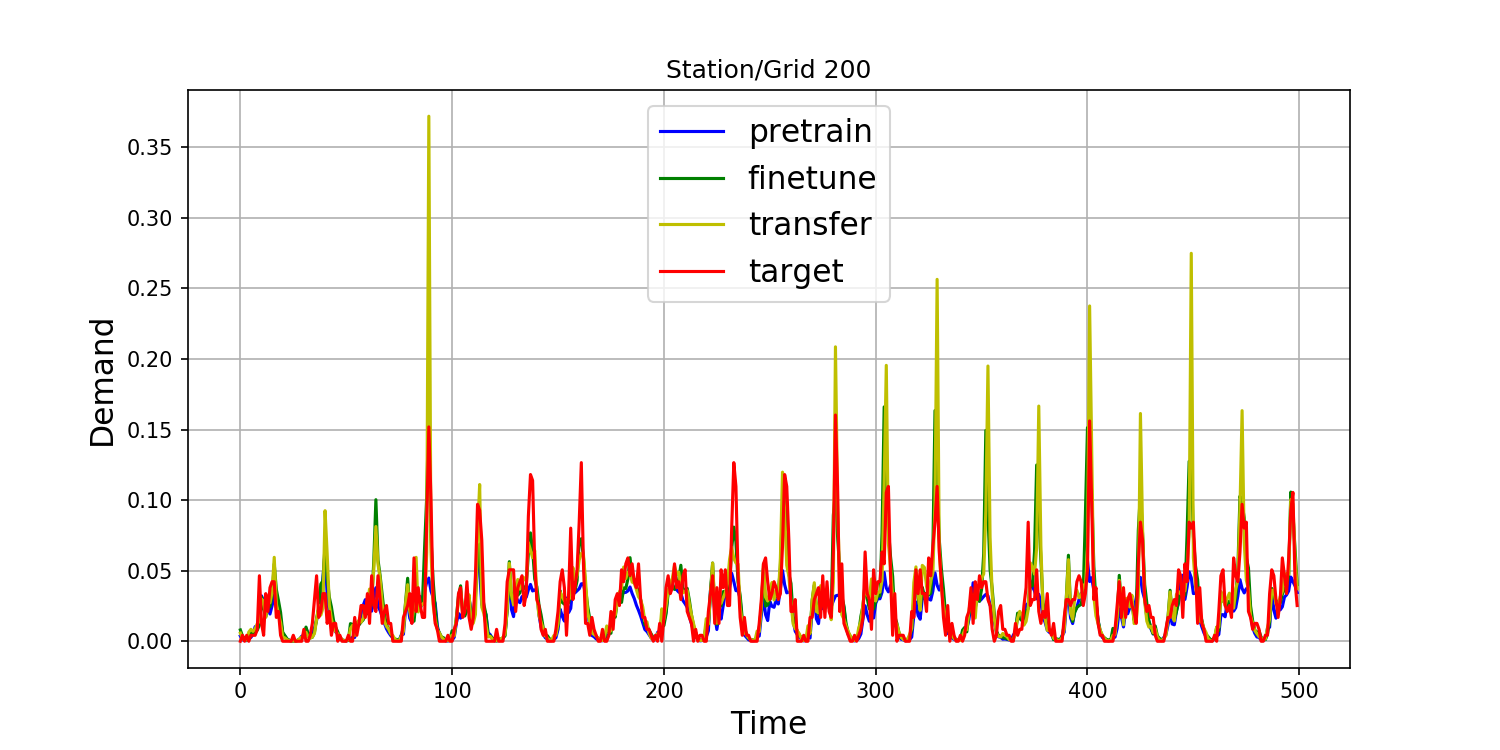 Station/Grid 200
pretrain
finetune
transfer
target
0.35
0.30
0.25
0.20
0.15
0.10
0.05
0.00
Demand
0 100 200 300 400 500
Time